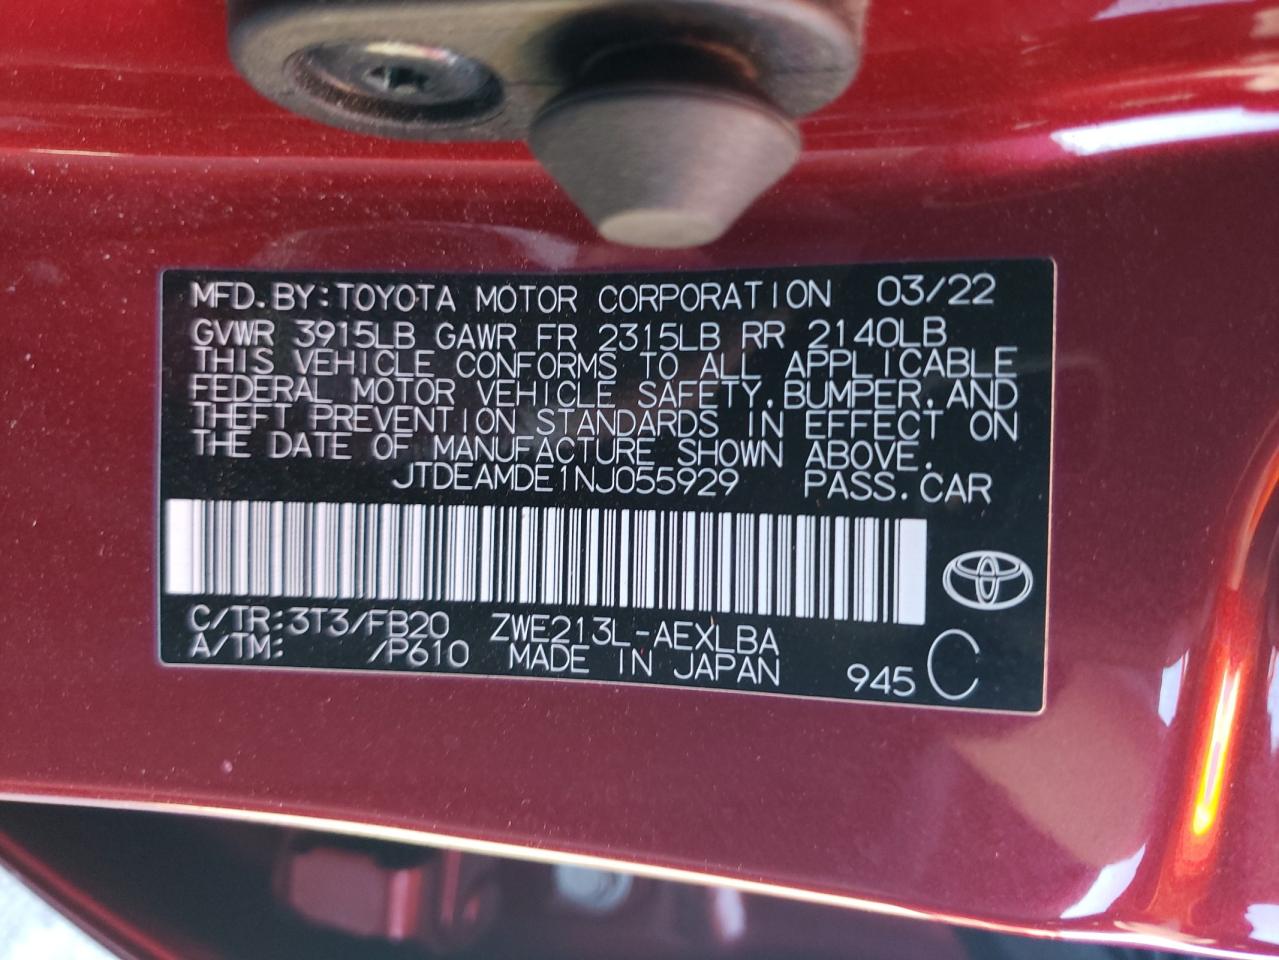 MFD.BY:TOYOTA MOTOR CORPORATION 03/22
GVWR 3915LB GAWR FR 2315LB RR 2140LB
THIS VEHICLE CONFORMS TO ALL APPLICABLE
FEDERAL MOTOR VEHICLE SAFETY,BUMPER,AND
THEFT PREVENTION STANDARDS IN EFFECT ON
THE DATE OF MANUFACTURE SHOWN ABOVE.
JTDEAMDE1NJ055929 PASS.CAR
C/TR:3T3/FB20 ZWE213L-AEXLBA
A/TM: /P610 MADE IN JAPAN 945 C